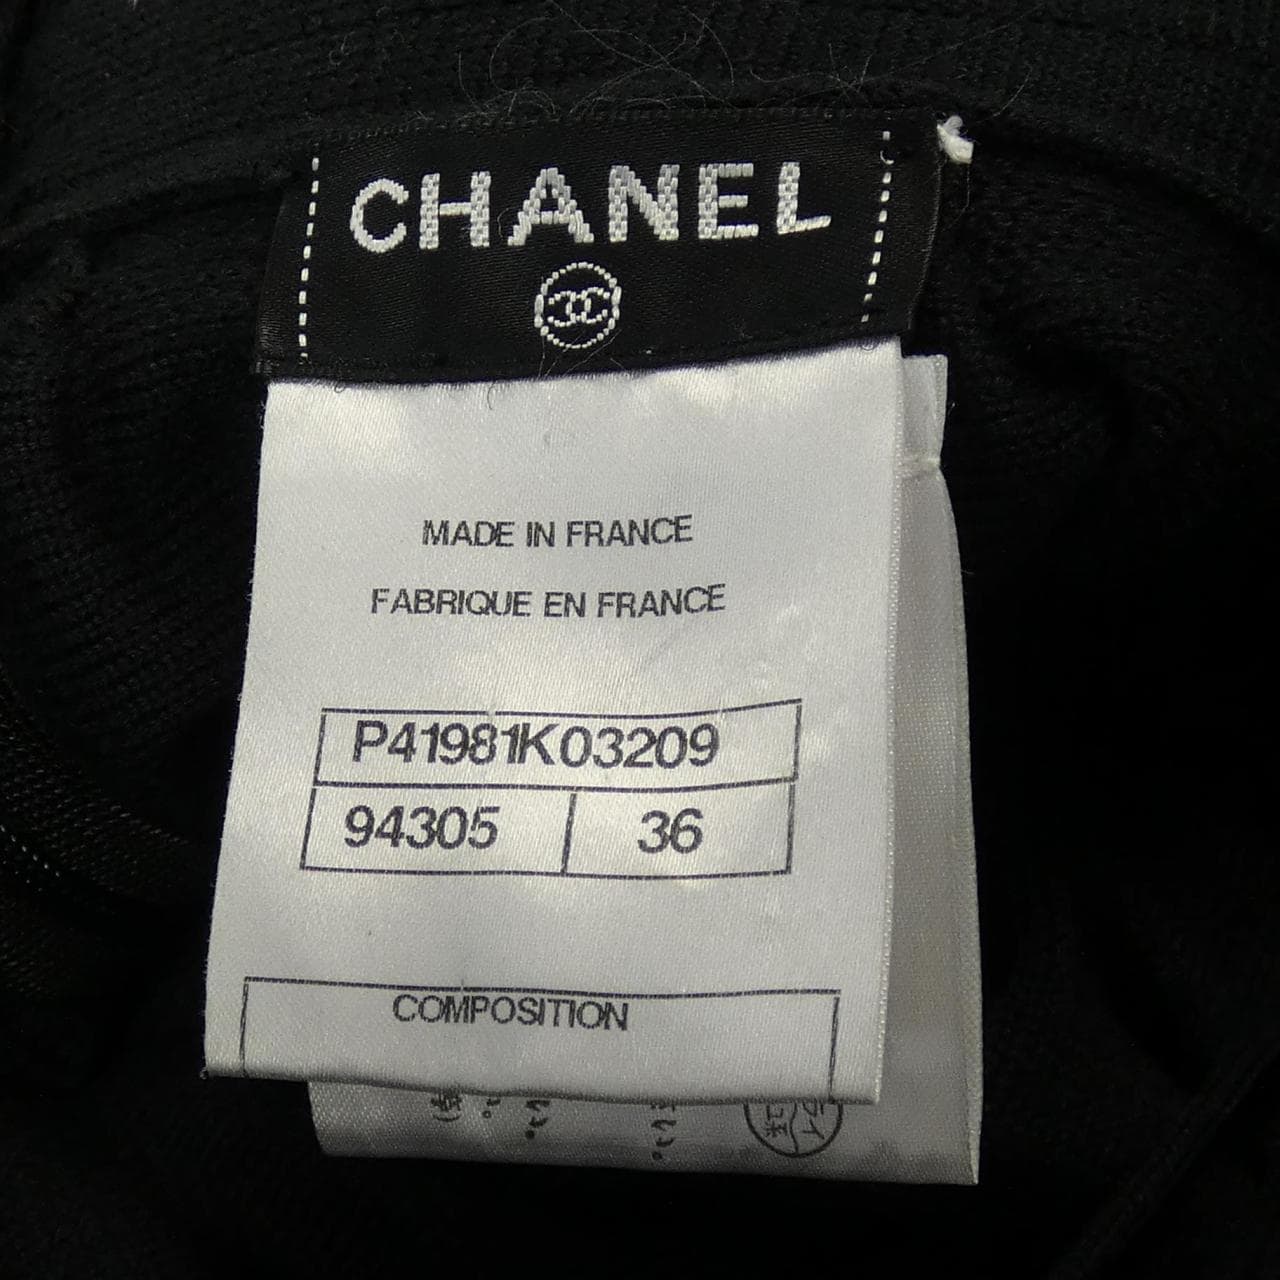 CHANEL
MADE IN FRANCE
FABRIQUE EN FRANCE
P41981K03209
94305 36
COMPOSITION